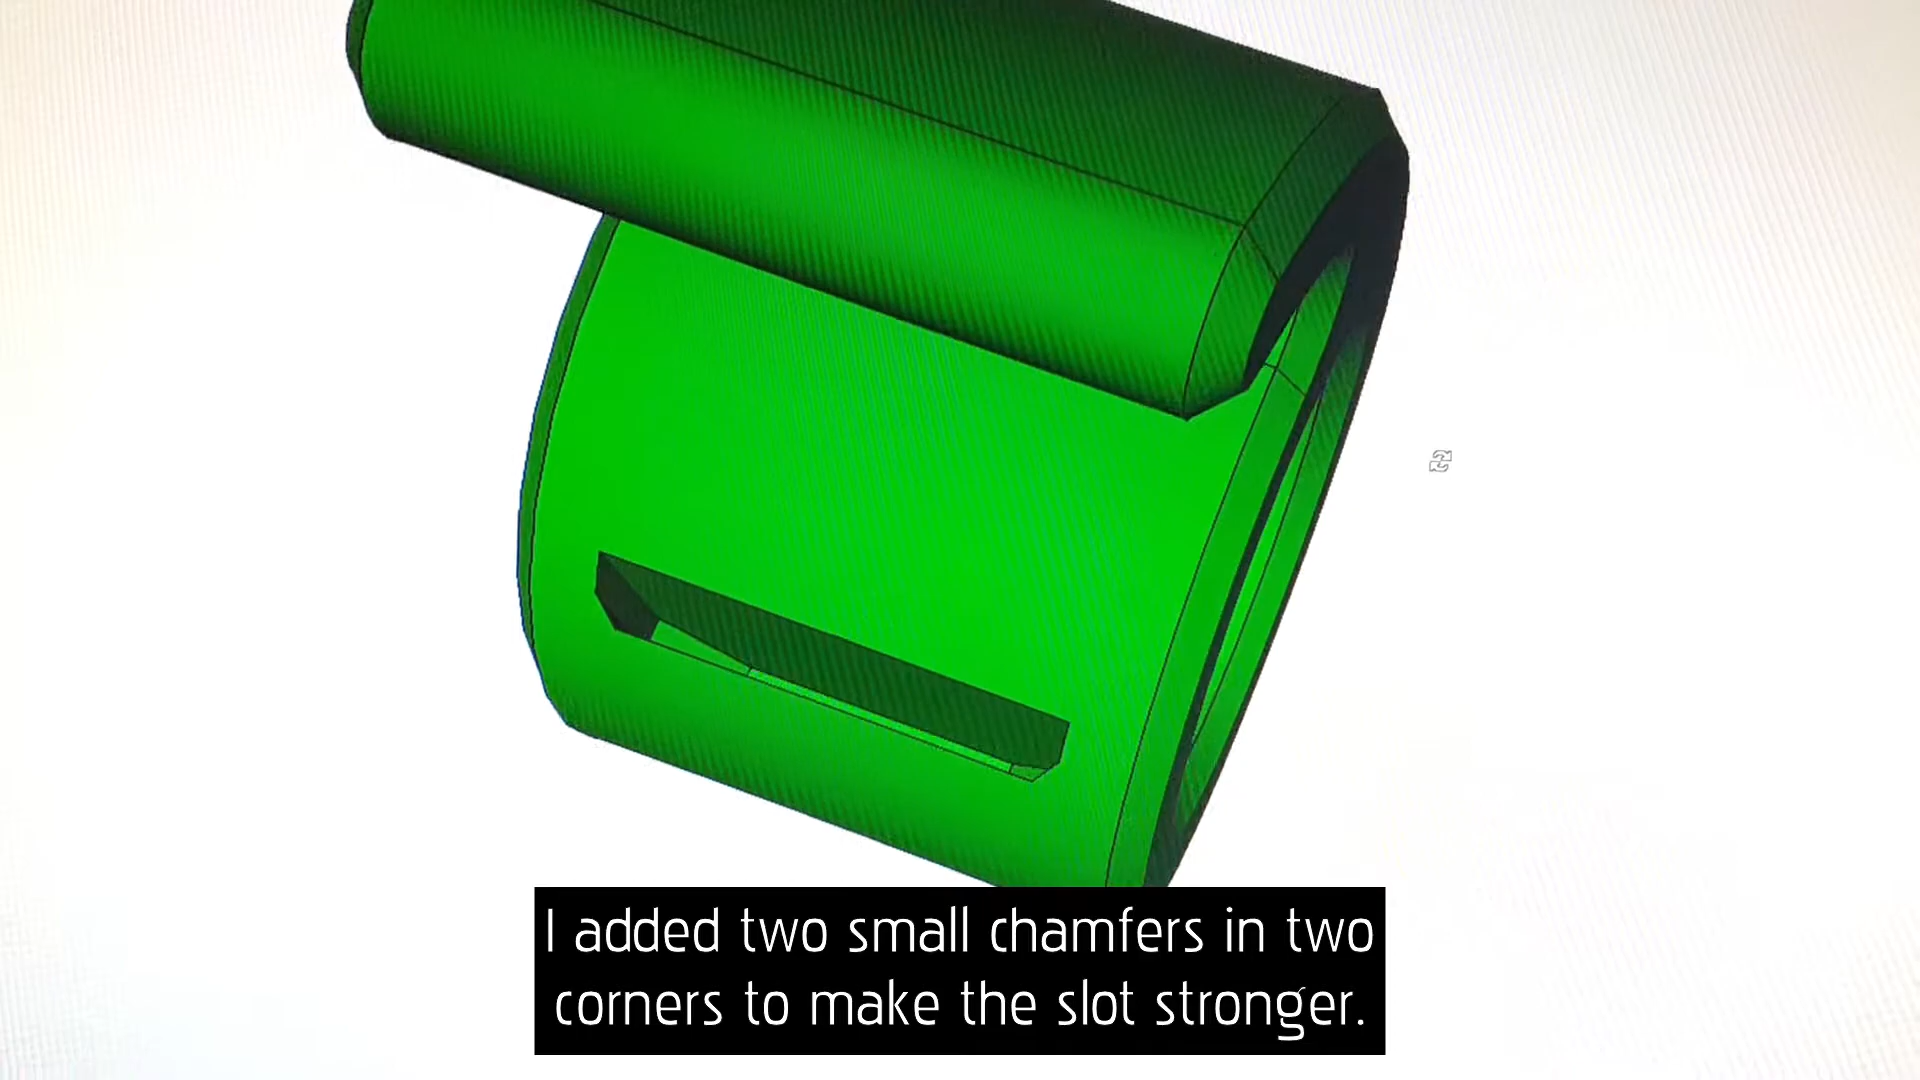 I added two small chamfers in two
corners to make the slot stronger.